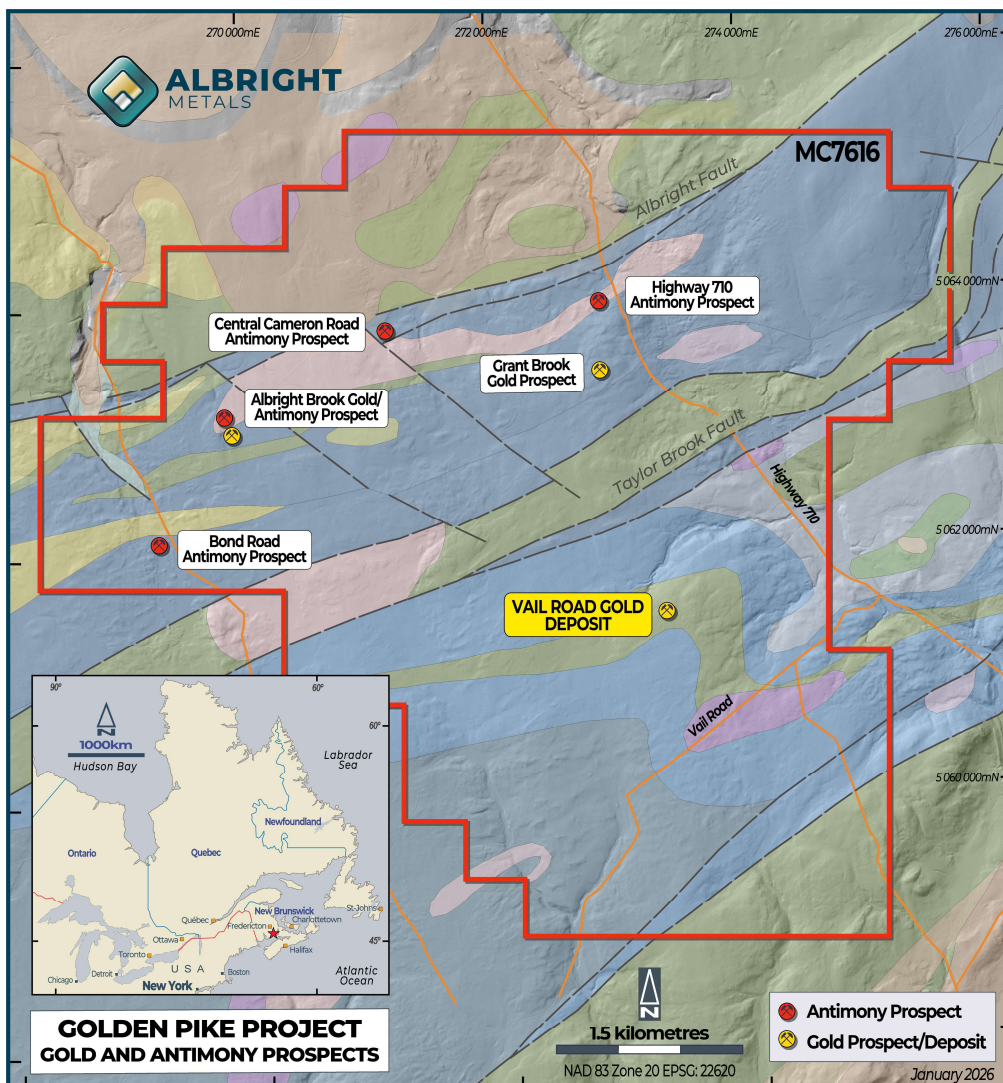 270 000mE
272 000mE
274 000mE
276 000mE
ALBRIGHT
METALS
MC7616
Albright Fault
5 064 000mN
Highway 710
Antimony Prospect
Central Cameron Road
Antimony Prospect
Grant Brook
Gold Prospect
Albright Brook Gold/
Antimony Prospect
Taylor Brook Fault
Highway 710
5 062 000mN
Bond Road
Antimony Prospect
VAIL ROAD GOLD
DEPOSIT
Vail Road
5 060 000mN
90°
60°
N
1000km
Hudson Bay
60°
Labrador
Sea
Newfoundland
Ontario
Quebec
St-Johns
New Brunswick
Québec
Charlottetown
Fredericton
Ottawa
Halifax
45°
Toronto
USA
Boston
Detroit
Chicago
New York
Atlantic
Ocean
GOLDEN PIKE PROJECT
GOLD AND ANTIMONY PROSPECTS
N
1.5 kilometres
NAD 83 Zone 20 EPSG: 22620
Antimony Prospect
Gold Prospect/Deposit
January 2026